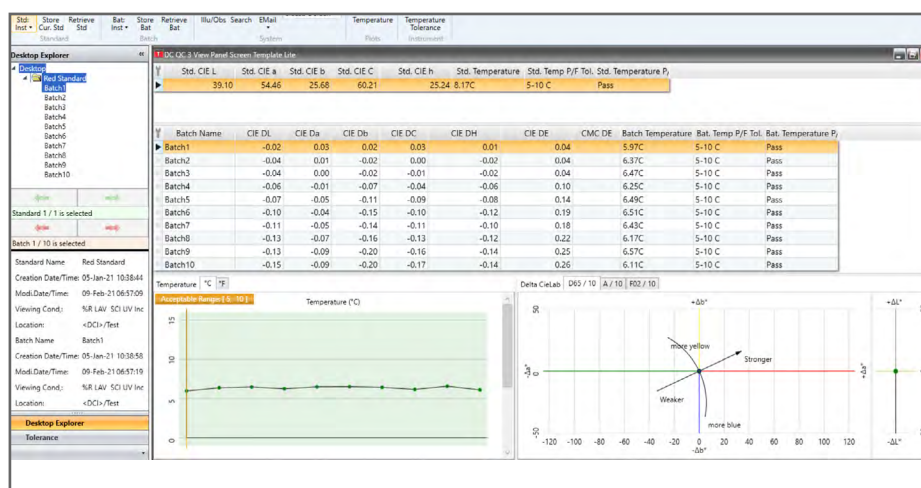 Std: Store Retrieve Bat: Store Retrieve Illu/Obs Search EMail Temperature Temperature
Inst Cur. Std Std Inst Bat Bat Tolerance
Standard Batch System Plots Instrument
Desktop Explorer
Desktop
Red Standard
Batch1
Batch2
Batch3
Batch4
Batch5
Batch6
Batch7
Batch8
Batch9
Batch10
Standard 1 / 1 is selected
Batch 1 / 10 is selected
Standard Name Red Standard
Creation Date/Time: 05-Jan-21 10:38:44
Modi.Date/Time: 09-Feb-21 06:57:09
Viewing Cond.: %R LAV SCI UV Inc
Location: <DCI>/Test
Batch Name Batch1
Creation Date/Time: 05-Jan-21 10:38:58
Modi.Date/Time: 09-Feb-21 06:57:19
Viewing Cond.: %R LAV SCI UV Inc
Location: <DCI>/Test
Desktop Explorer
Tolerance
DC QC 3 View Panel Screen Template Lite
Std. CIE L Std. CIE a Std. CIE b Std. CIE C Std. CIE h Std. Temperature Std. Temp P/F Tol. Std. Temperature P/
39.10 54.46 25.68 60.21 25.24 8.17C 5-10 C Pass
Batch Name CIE DL CIE Da CIE Db CIE DC CIE DH CIE DE CMC DE Batch Temperature Bat. Temp P/F Tol. Bat. Temperature P/
Batch1 -0.02 0.03 0.02 0.03 0.01 0.04 5.97C 5-10 C Pass
Batch2 -0.04 0.01 -0.02 0.00 -0.02 0.04 6.37C 5-10 C Pass
Batch3 -0.04 0.00 -0.02 -0.01 -0.02 0.04 6.47C 5-10 C Pass
Batch4 -0.06 -0.01 -0.07 -0.04 -0.06 0.10 6.25C 5-10 C Pass
Batch5 -0.07 -0.05 -0.11 -0.09 -0.08 0.14 6.49C 5-10 C Pass
Batch6 -0.10 -0.04 -0.15 -0.10 -0.12 0.19 6.51C 5-10 C Pass
Batch7 -0.11 -0.05 -0.14 -0.11 -0.10 0.18 6.43C 5-10 C Pass
Batch8 -0.13 -0.07 -0.16 -0.13 -0.12 0.22 6.17C 5-10 C Pass
Batch9 -0.13 -0.09 -0.20 -0.16 -0.14 0.25 6.57C 5-10 C Pass
Batch10 -0.15 -0.09 -0.20 -0.17 -0.14 0.26 6.11C 5-10 C Pass
Temperature °C °F
Acceptable Range [ 5 - 10 ]
Temperature (°C)
15
10
5
0
Delta CieLab D65 / 10 A / 10 F02 / 10
+Δb*
50
more yellow
Stronger
-Δa*
0
+Δa*
Weaker
more blue
-50
-120 -100 -80 -60 -40 -20 0 20 40 60 80 100 120
-Δb*
+ΔL*
-ΔL*